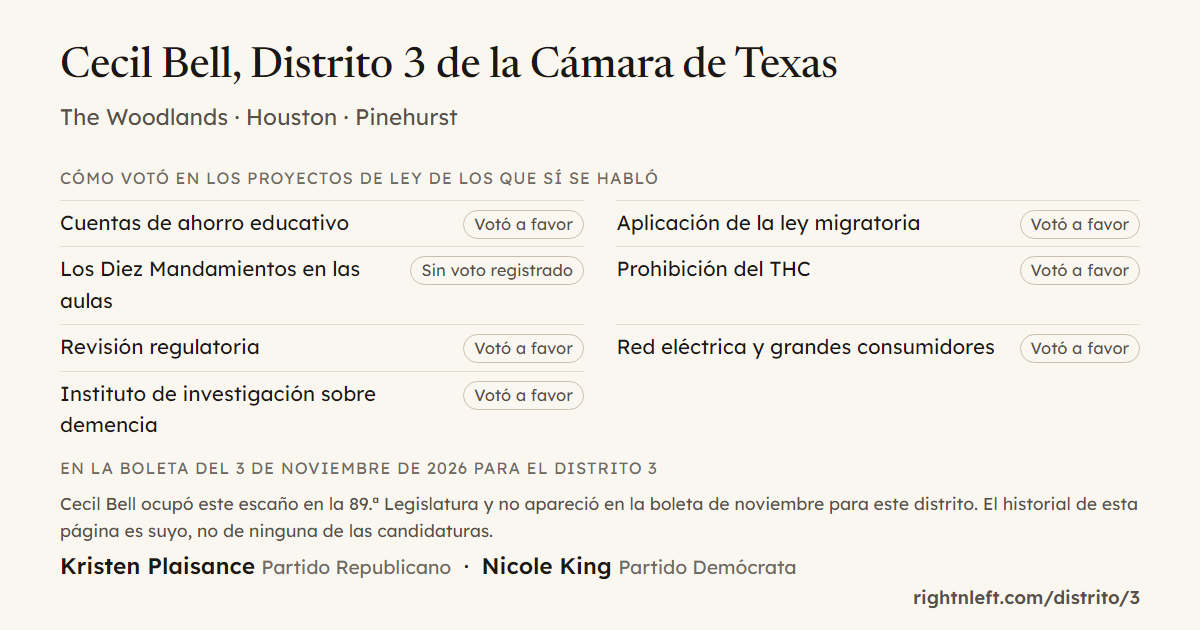 Cecil Bell, Distrito 3 de la Cámara de Texas
The Woodlands · Houston · Pinehurst
CÓMO VOTÓ EN LOS PROYECTOS DE LEY DE LOS QUE SÍ SE HABLÓ
Cuentas de ahorro educativo Votó a favor
Aplicación de la ley migratoria Votó a favor
Los Diez Mandamientos en las
aulas
Sin voto registrado
Prohibición del THC Votó a favor
Revisión regulatoria Votó a favor
Red eléctrica y grandes consumidores Votó a favor
Instituto de investigación sobre
demencia
Votó a favor
EN LA BOLETA DEL 3 DE NOVIEMBRE DE 2026 PARA EL DISTRITO 3
Cecil Bell ocupó este escaño en la 89.ª Legislatura y no apareció en la boleta de noviembre para este distrito. El historial de esta
página es suyo, no de ninguna de las candidaturas.
Kristen Plaisance Partido Republicano · Nicole King Partido Demócrata
rightnleft.com/distrito/3